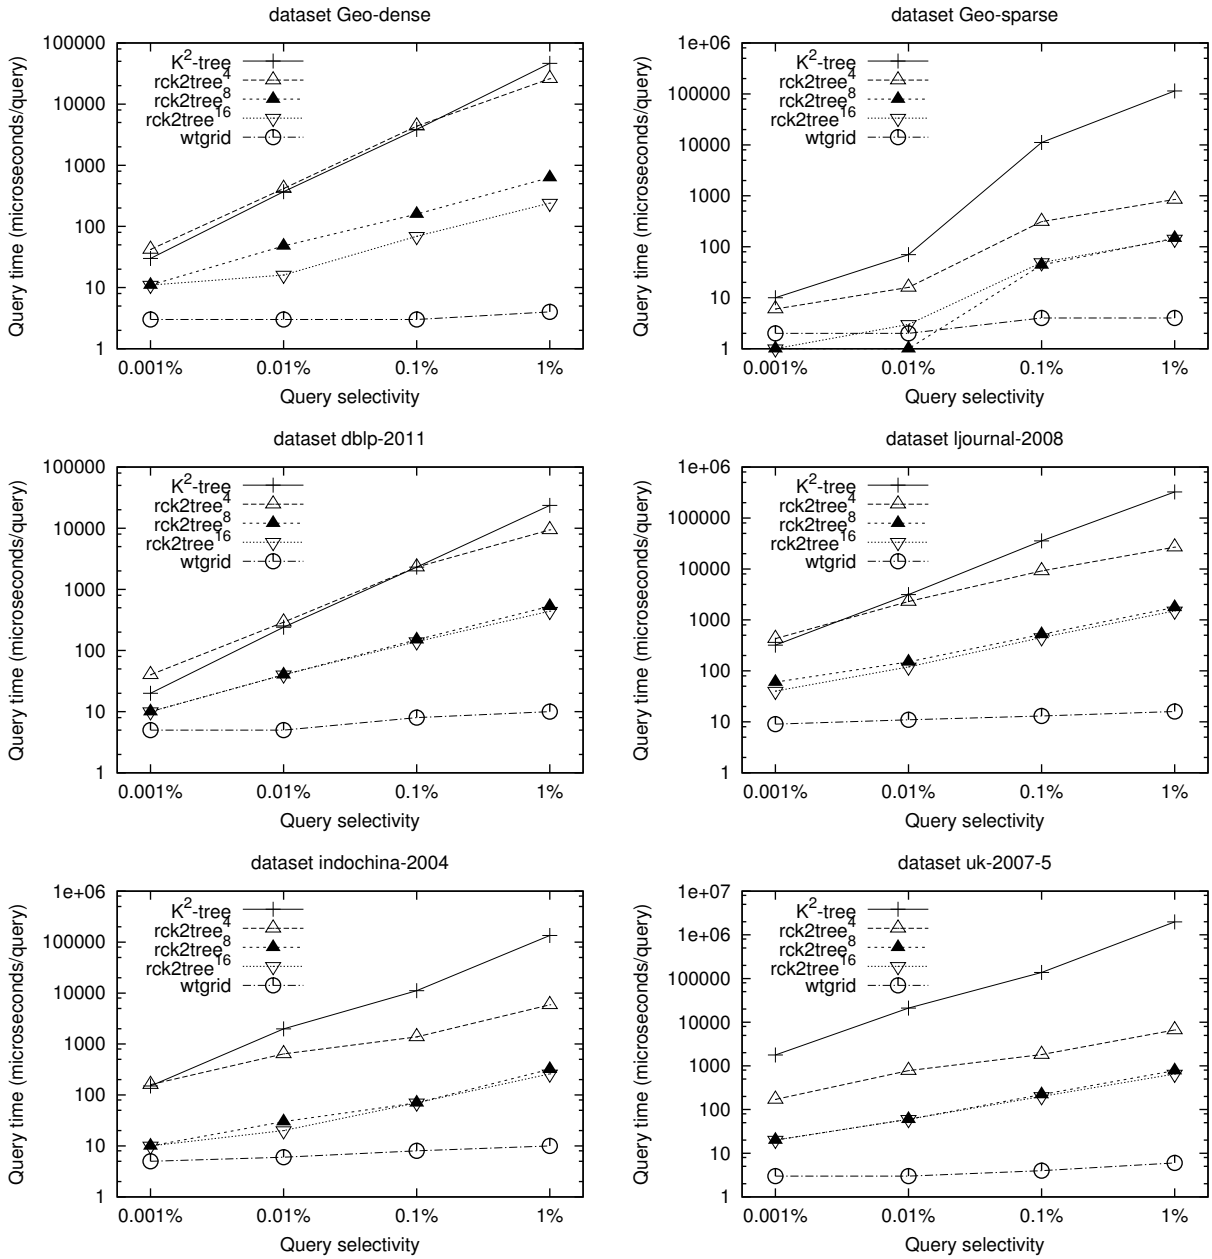 dataset Geo-dense
Query time (microseconds/query)
100000
10000
1000
100
10
1
K²-tree
rck2tree⁴
rck2tree⁸
rck2tree¹⁶
wtgrid
0.001% 0.01% 0.1% 1%
Query selectivity
dataset Geo-sparse
Query time (microseconds/query)
1e+06
100000
10000
1000
100
10
1
K²-tree
rck2tree⁴
rck2tree⁸
rck2tree¹⁶
wtgrid
0.001% 0.01% 0.1% 1%
Query selectivity
dataset dblp-2011
Query time (microseconds/query)
100000
10000
1000
100
10
1
K²-tree
rck2tree⁴
rck2tree⁸
rck2tree¹⁶
wtgrid
0.001% 0.01% 0.1% 1%
Query selectivity
dataset ljournal-2008
Query time (microseconds/query)
1e+06
100000
10000
1000
100
10
1
K²-tree
rck2tree⁴
rck2tree⁸
rck2tree¹⁶
wtgrid
0.001% 0.01% 0.1% 1%
Query selectivity
dataset indochina-2004
Query time (microseconds/query)
1e+06
100000
10000
1000
100
10
1
K²-tree
rck2tree⁴
rck2tree⁸
rck2tree¹⁶
wtgrid
0.001% 0.01% 0.1% 1%
Query selectivity
dataset uk-2007-5
Query time (microseconds/query)
1e+07
1e+06
100000
10000
1000
100
10
1
K²-tree
rck2tree⁴
rck2tree⁸
rck2tree¹⁶
wtgrid
0.001% 0.01% 0.1% 1%
Query selectivity